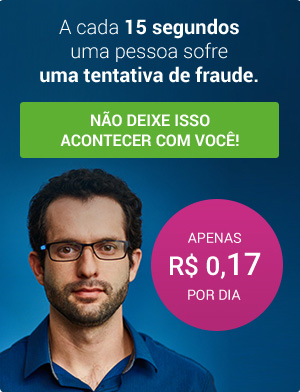 A cada 15 segundos
uma pessoa sofre
uma tentativa de fraude.
NÃO DEIXE ISSO
ACONTECER COM VOCÊ!
APENAS
R$ 0,17
POR DIA